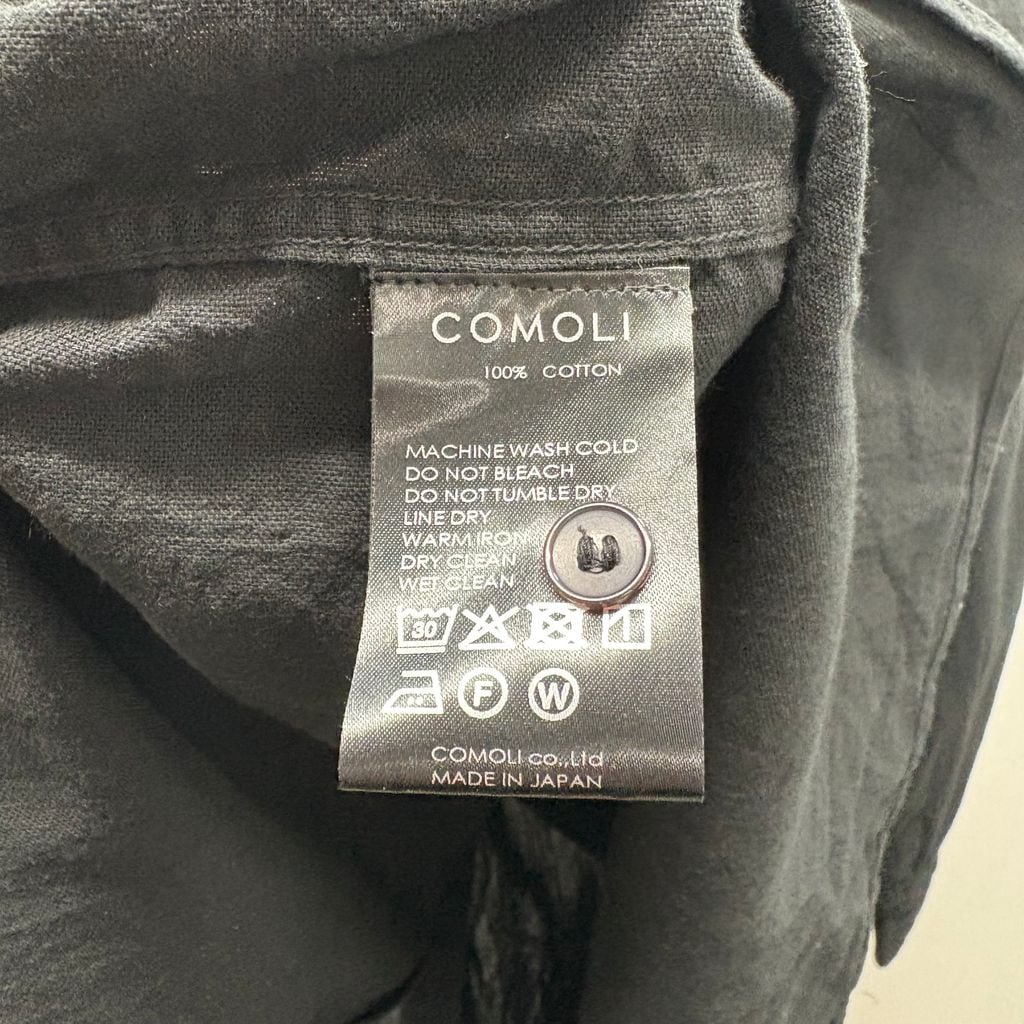 COMOLI
100% COTTON
MACHINE WASH COLD
DO NOT BLEACH
DO NOT TUMBLE DRY
LINE DRY
WARM IRON
DRY CLEAN
WET CLEAN
30
F W
COMOLI co.,Ltd
MADE IN JAPAN